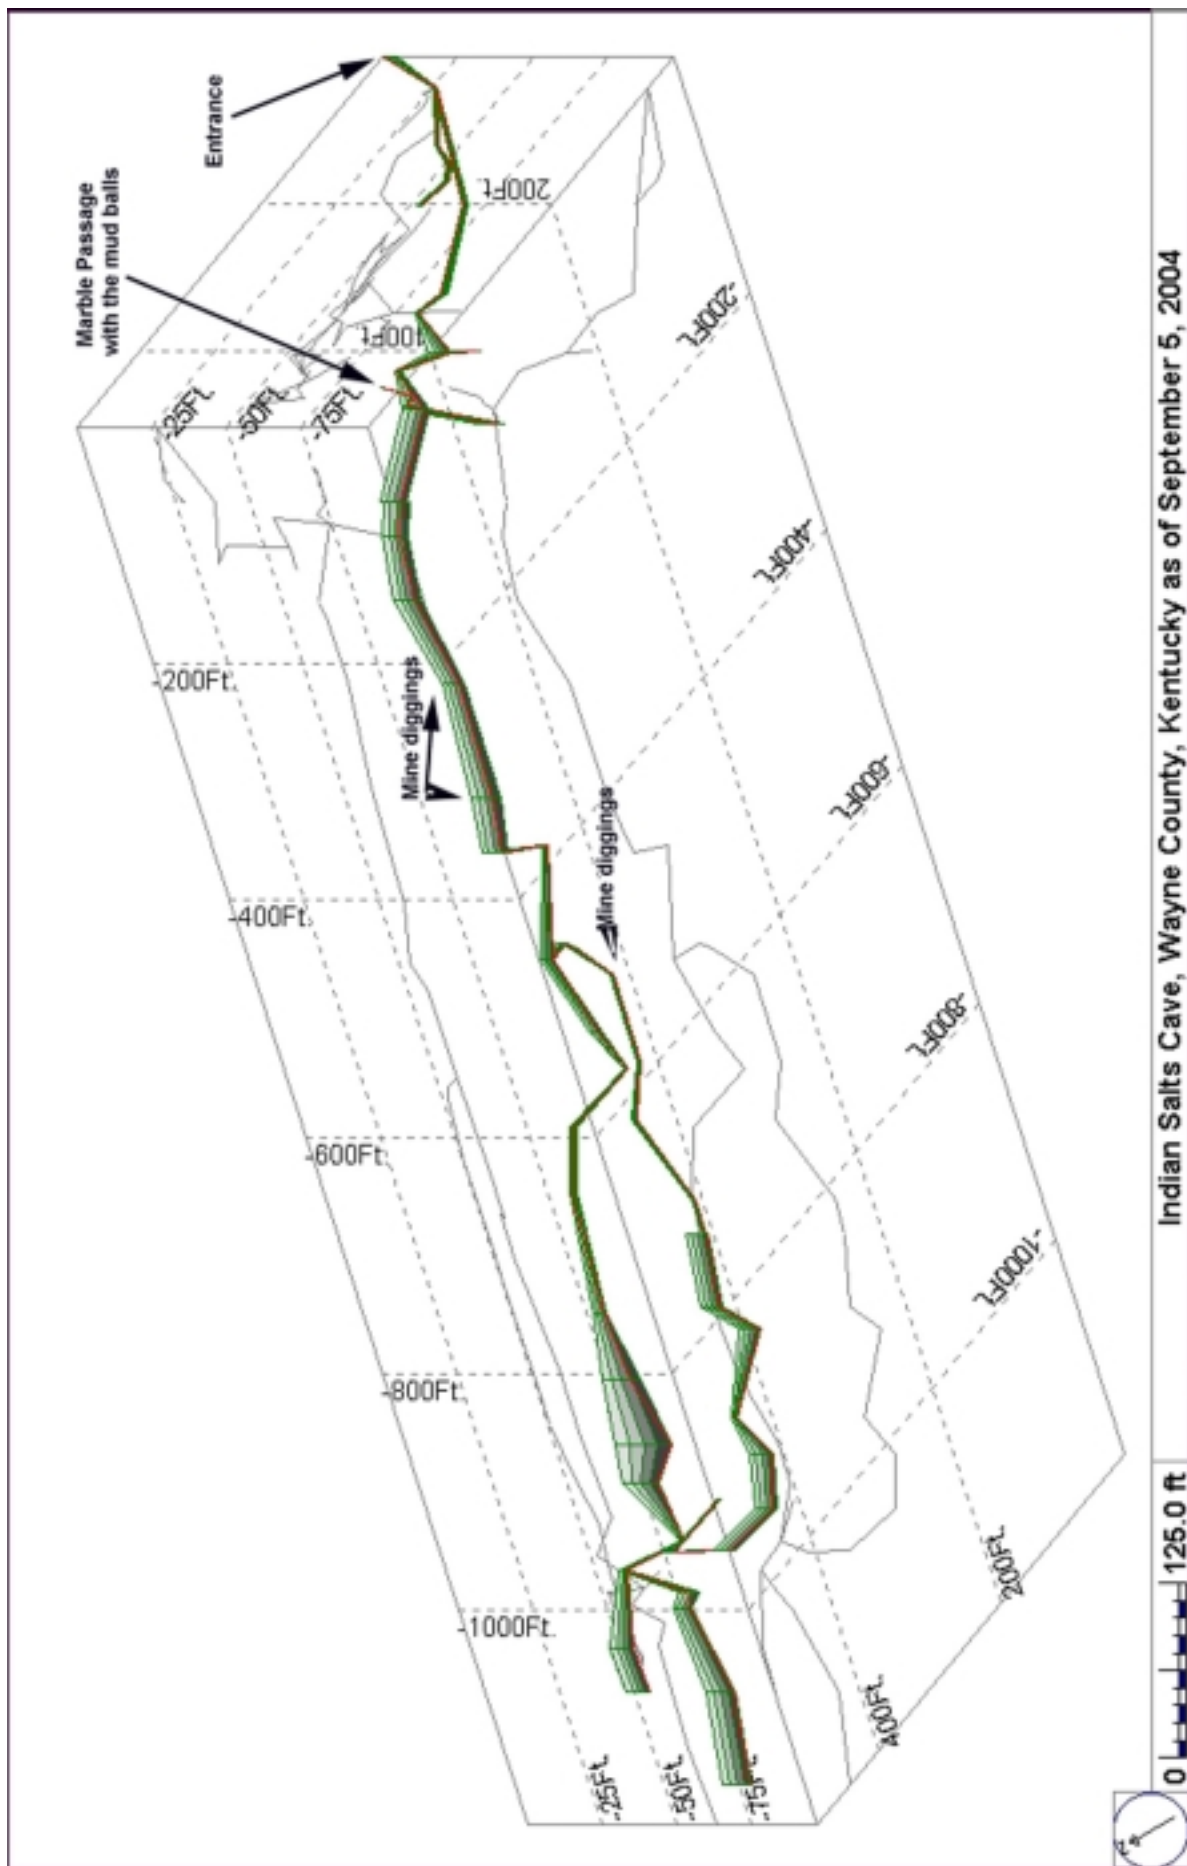 Entrance
Marble Passage
with the mud balls
200Ft.
100Ft.
-25Ft.
-50Ft.
-75Ft.
-200Ft.
-200Ft.
Mine diggings
-400Ft.
-400Ft.
Mine diggings
-600Ft.
-600Ft.
-800Ft.
-800Ft.
-1000Ft.
-1000Ft.
200Ft.
400Ft.
-25Ft.
-50Ft.
-75Ft.
0 125.0 ft
Indian Salts Cave, Wayne County, Kentucky as of September 5, 2004